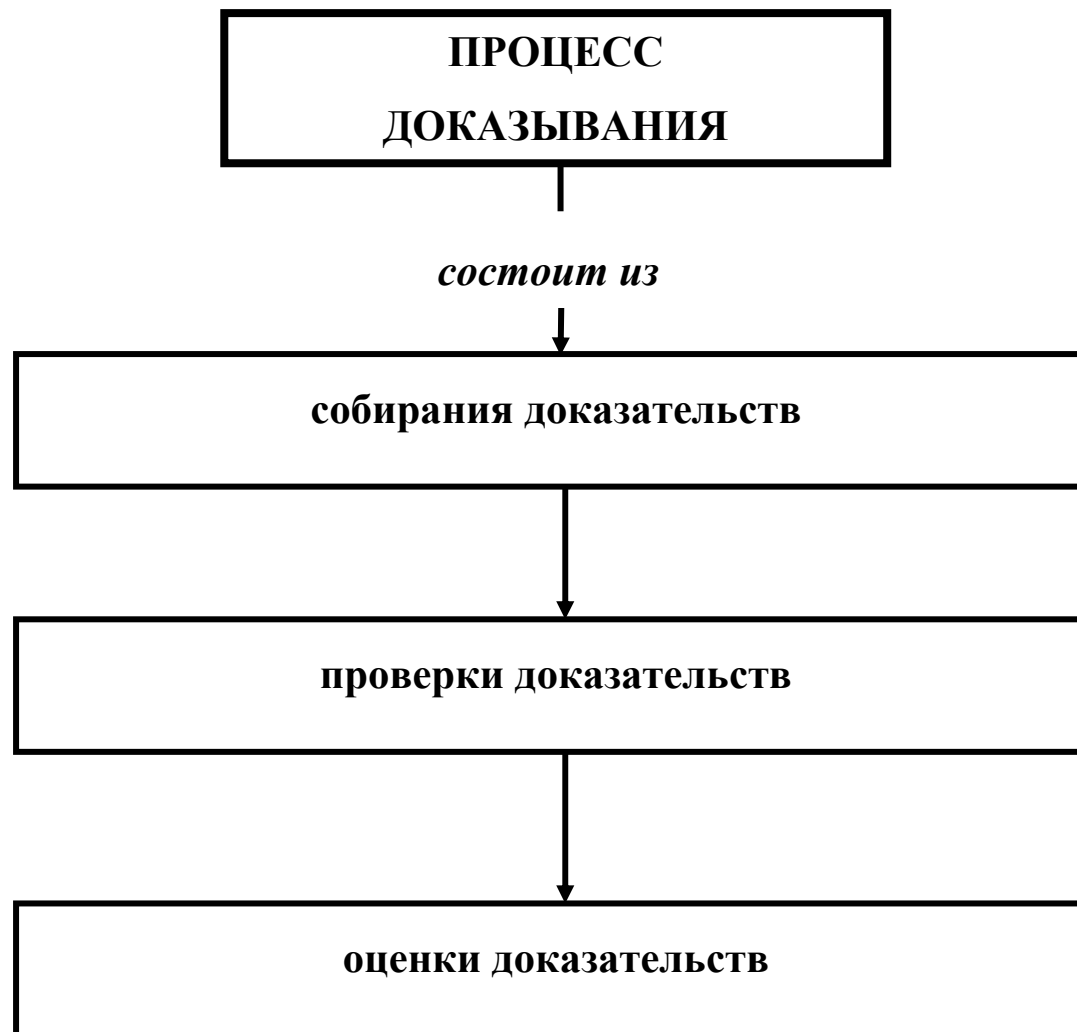 ПРОЦЕСС
ДОКАЗЫВАНИЯ
состоит из
собирания доказательств
проверки доказательств
оценки доказательств